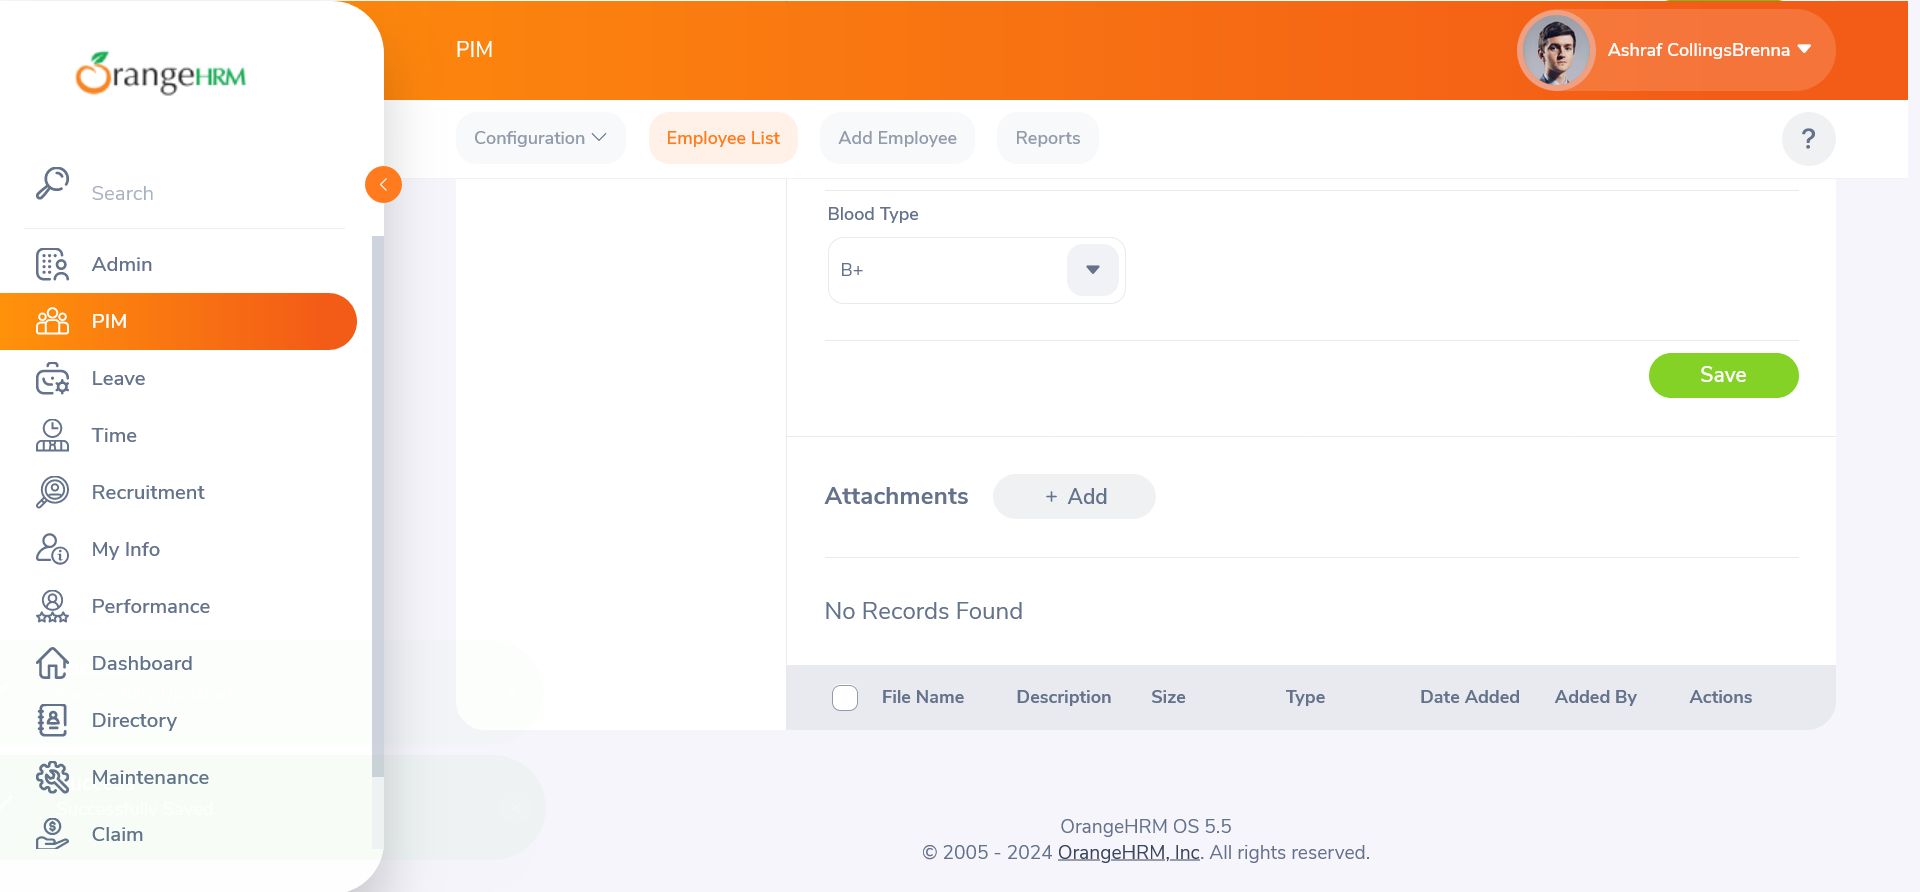 OrangeHRM
Search
Admin
PIM
Leave
Time
Recruitment
My Info
Performance
Dashboard
Directory
Maintenance
Successfully Saved
Claim
PIM
Ashraf CollingsBrenna
Configuration
Employee List
Add Employee
Reports
?
Blood Type
B+
Save
Attachments
+ Add
No Records Found
File Name Description Size Type Date Added Added By Actions
OrangeHRM OS 5.5
© 2005 - 2024 OrangeHRM, Inc. All rights reserved.